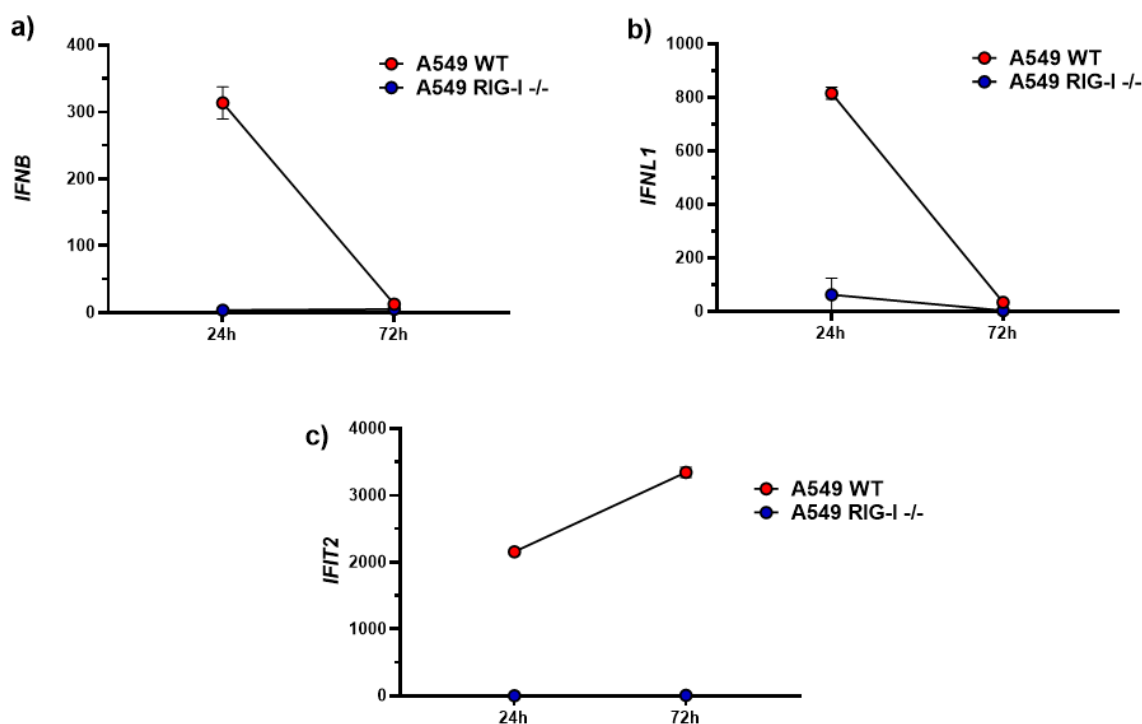 a)
IFNB
400
300
200
100
0
24h
72h
A549 WT
A549 RIG-I -/-
b)
IFNL1
1000
800
600
400
200
0
24h
72h
A549 WT
A549 RIG-I -/-
c)
IFIT2
4000
3000
2000
1000
0
24h
72h
A549 WT
A549 RIG-I -/-